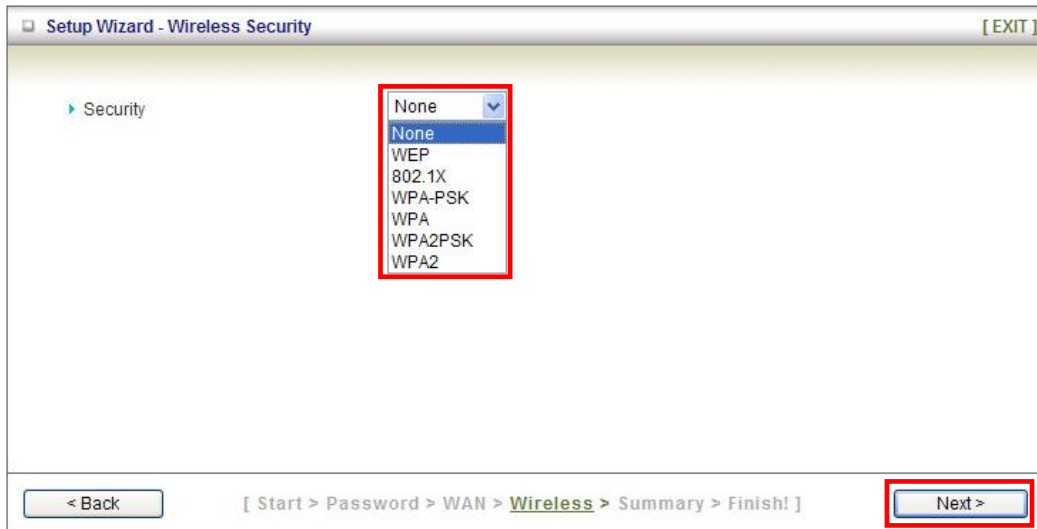 Setup Wizard - Wireless Security [ EXIT ]
Security None
None
WEP
802.1X
WPA-PSK
WPA
WPA2PSK
WPA2
< Back [ Start > Password > WAN > Wireless > Summary > Finish! ] Next >